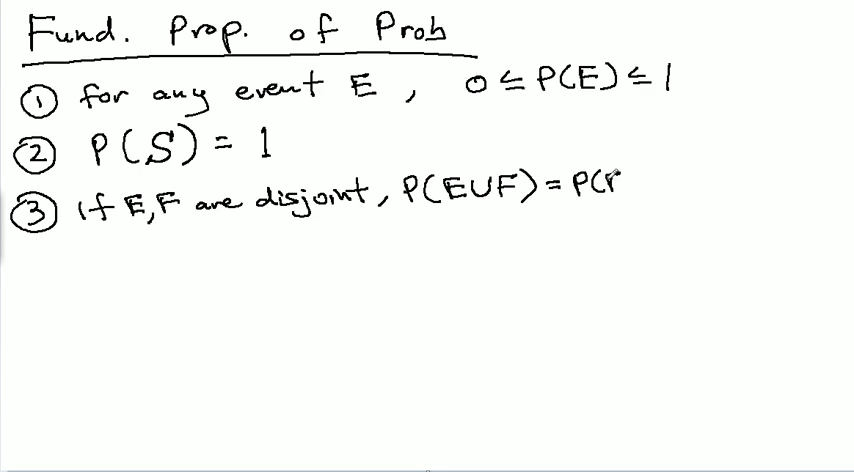 Fund. Prop. of Prob
① for any event E, 0 ≤ P(E) ≤ 1
② P(S) = 1
③ If E,F are disjoint, P(E∪F) = P(